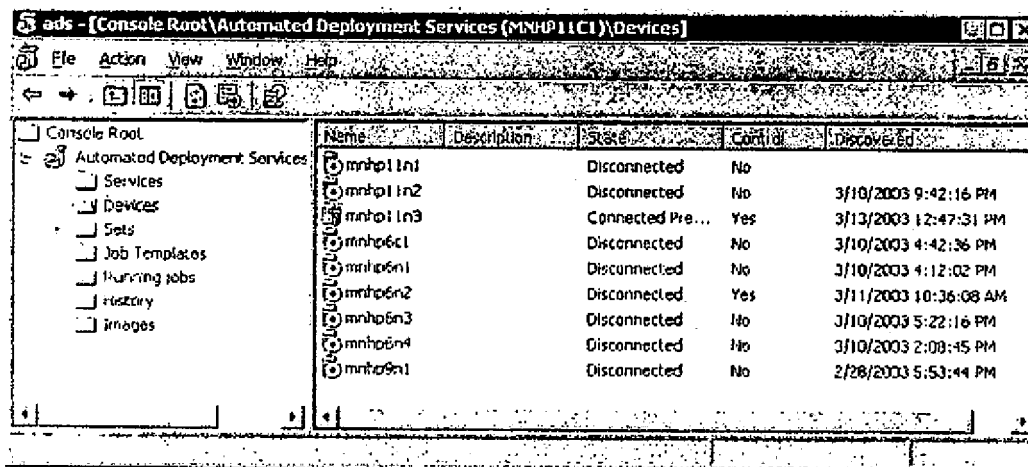 ads - [Console Root\Automated Deployment Services (MNHP11C1)\Devices]
File Action View Window Help
Console Root
Automated Deployment Services
Services
Devices
Sets
Job Templates
Running jobs
History
Images
Name Description State Control Discovered
mnhp11n1 Disconnected No
mnhp11n2 Disconnected No 3/10/2003 9:42:16 PM
mnhp11n3 Connected Pre... Yes 3/13/2003 12:47:31 PM
mnhp6c1 Disconnected No 3/10/2003 4:42:36 PM
mnhp6n1 Disconnected No 3/10/2003 4:12:02 PM
mnhp6n2 Disconnected Yes 3/11/2003 10:36:08 AM
mnhp6n3 Disconnected No 3/10/2003 5:22:16 PM
mnhp6n4 Disconnected No 3/10/2003 2:08:45 PM
mnhp9n1 Disconnected No 2/28/2003 5:53:44 PM